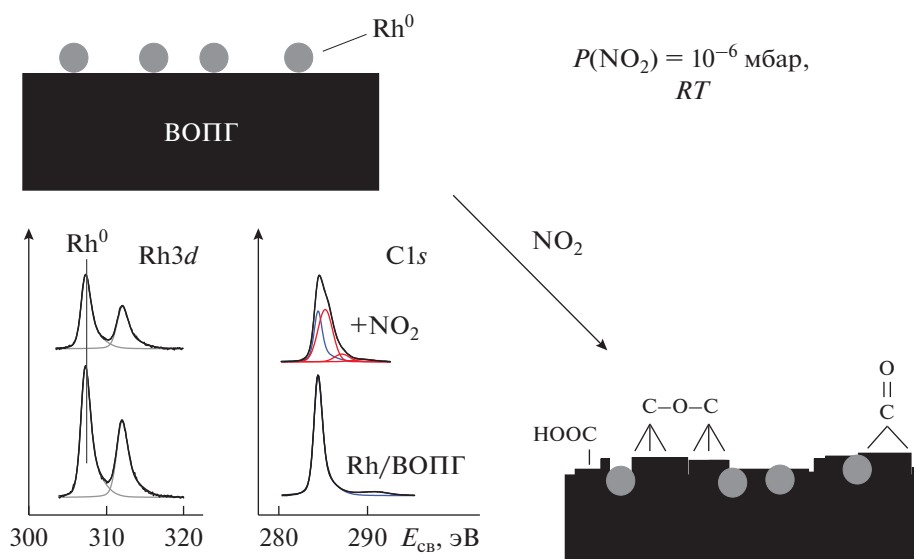 Rh⁰
P(NO₂) = 10⁻⁶ мбар,
RT
ВОПГ
NO₂
Rh⁰
Rh3d
C1s
+NO₂
Rh/ВОПГ
300 310 320 280 290 Eсв, эВ
O
C
C–O–C
HOOC